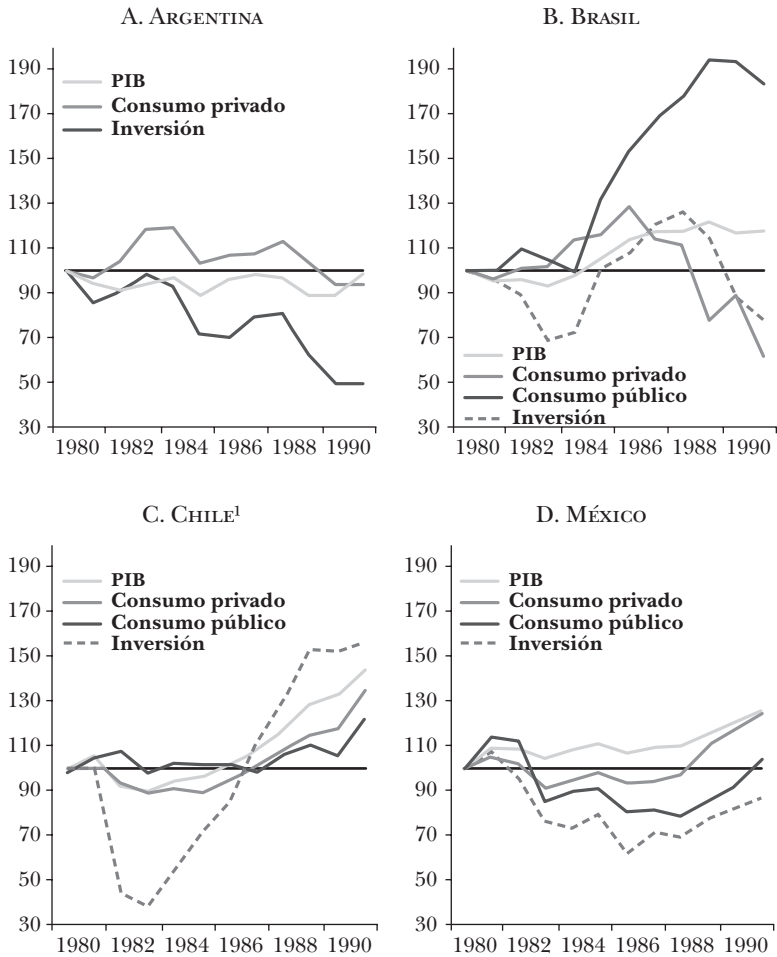 A. ARGENTINA
190
170
150
130
110
90
70
50
30
PIB
Consumo privado
Inversión
1980 1982 1984 1986 1988 1990
B. BRASIL
190
170
150
130
110
90
70
50
30
PIB
Consumo privado
Consumo público
Inversión
1980 1982 1984 1986 1988 1990
C. CHILE¹
190
170
150
130
110
90
70
50
30
PIB
Consumo privado
Consumo público
Inversión
1980 1982 1984 1986 1988 1990
D. MÉXICO
190
170
150
130
110
90
70
50
30
PIB
Consumo privado
Consumo público
Inversión
1980 1982 1984 1986 1988 1990